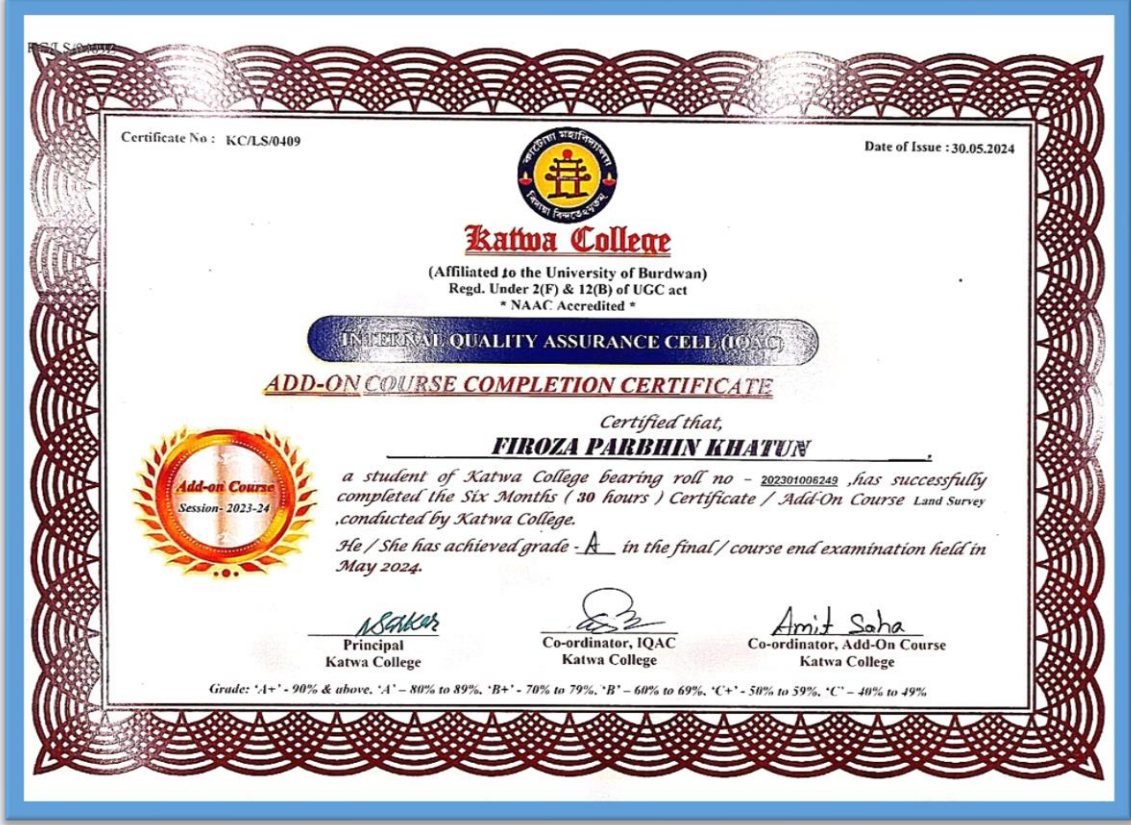 Certificate No : KC/LS/0409
Date of Issue : 30.05.2024
কাটোয়া মহাবিদ্যালয়
Katwa College
(Affiliated to the University of Burdwan)
Regd. Under 2(F) & 12(B) of UGC act
* NAAC Accredited *
INTERNAL QUALITY ASSURANCE CELL (IQAC)
ADD-ON COURSE COMPLETION CERTIFICATE
Certified that,
FIROZA PARBHIN KHATUN ,
a student of Katwa College bearing roll no – 202301006249 ,has successfully
completed the Six Months ( 30 hours ) Certificate / Add-On Course Land Survey
,conducted by Katwa College.
He / She has achieved grade - A in the final / course end examination held in
May 2024.
Add-on Course
Session- 2023-24
NSarkar
Amit Saha
Principal
Katwa College
Co-ordinator, IQAC
Katwa College
Co-ordinator, Add-On Course
Katwa College
Grade: ‘A+’ - 90% & above, ‘A’ – 80% to 89%, ‘B+’ - 70% to 79%, ‘B’ – 60% to 69%, ‘C+’ - 50% to 59%, ‘C’ – 40% to 49%